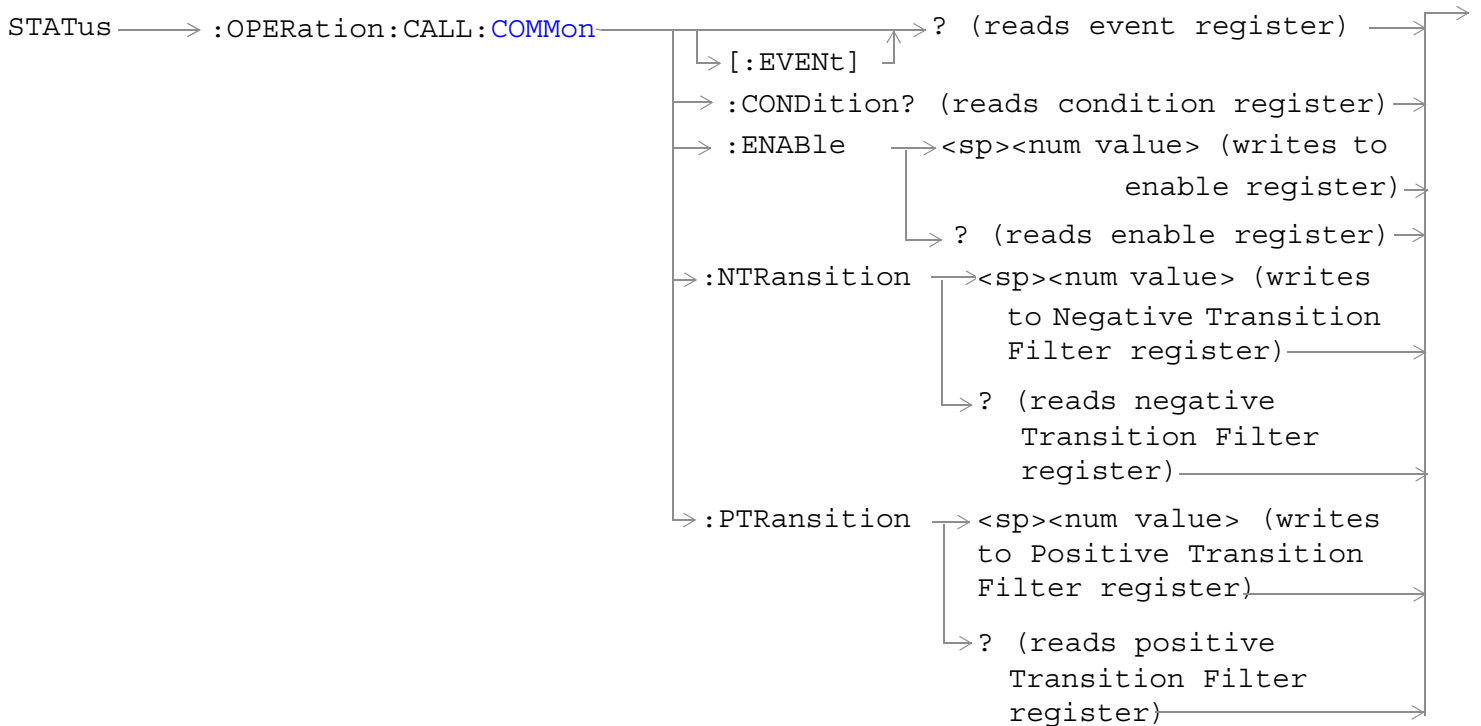 STATus :OPERation:CALL:COMMon ? (reads event register)
[:EVENt]
:CONDition? (reads condition register)
:ENABle <sp><num value> (writes to
enable register)
? (reads enable register)
:NTRansition <sp><num value> (writes
to Negative Transition
Filter register)
? (reads negative
Transition Filter
register)
:PTRansition <sp><num value> (writes
to Positive Transition
Filter register)
? (reads positive
Transition Filter
register)